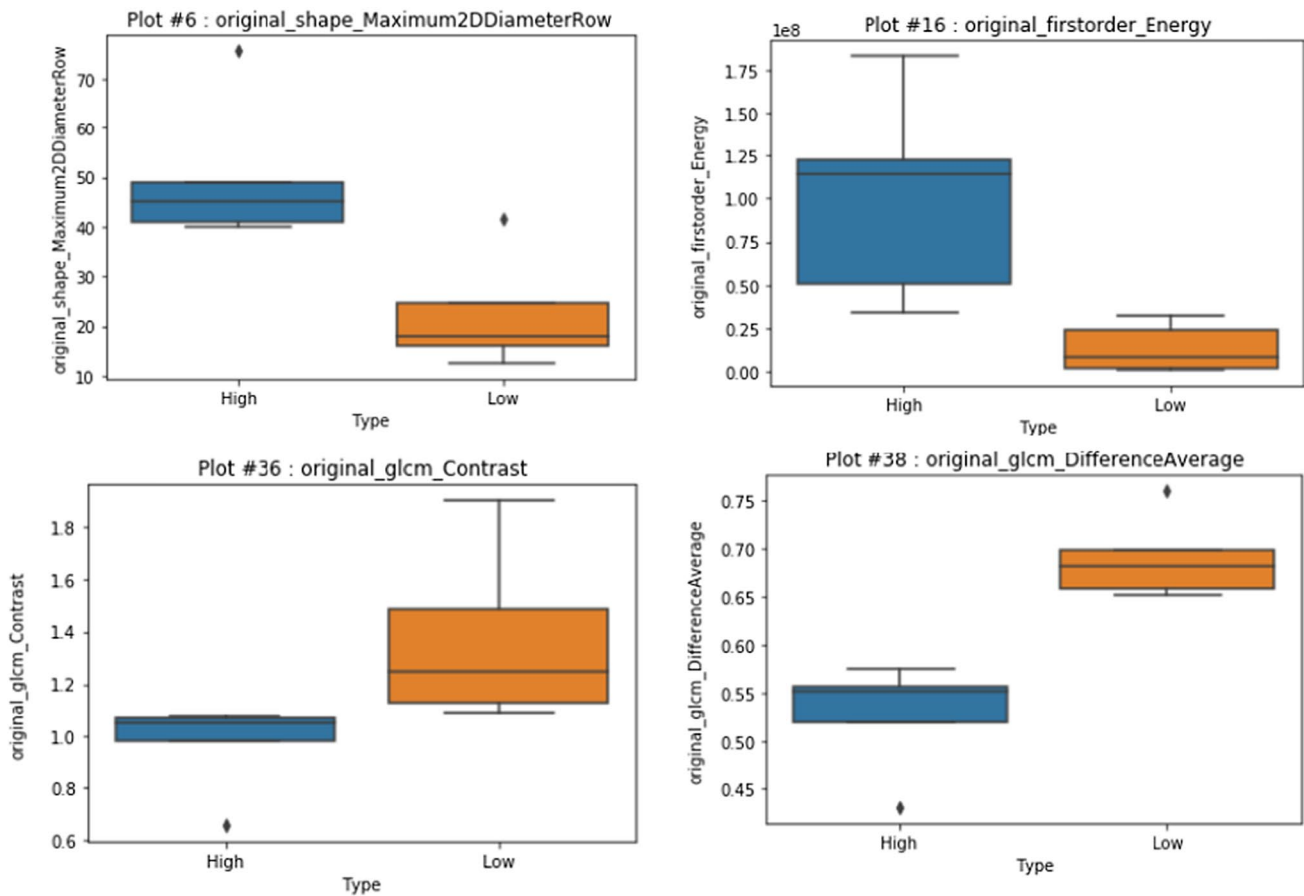 Plot #6 : original_shape_Maximum2DDiameterRow
original_shape_Maximum2DDiameterRow
70
60
50
40
30
20
10
High
Low
Type
Plot #16 : original_firstorder_Energy
1e8
original_firstorder_Energy
1.75
1.50
1.25
1.00
0.75
0.50
0.25
0.00
High
Low
Type
Plot #36 : original_glcm_Contrast
original_glcm_Contrast
1.8
1.6
1.4
1.2
1.0
0.8
0.6
High
Low
Type
Plot #38 : original_glcm_DifferenceAverage
original_glcm_DifferenceAverage
0.75
0.70
0.65
0.60
0.55
0.50
0.45
High
Low
Type